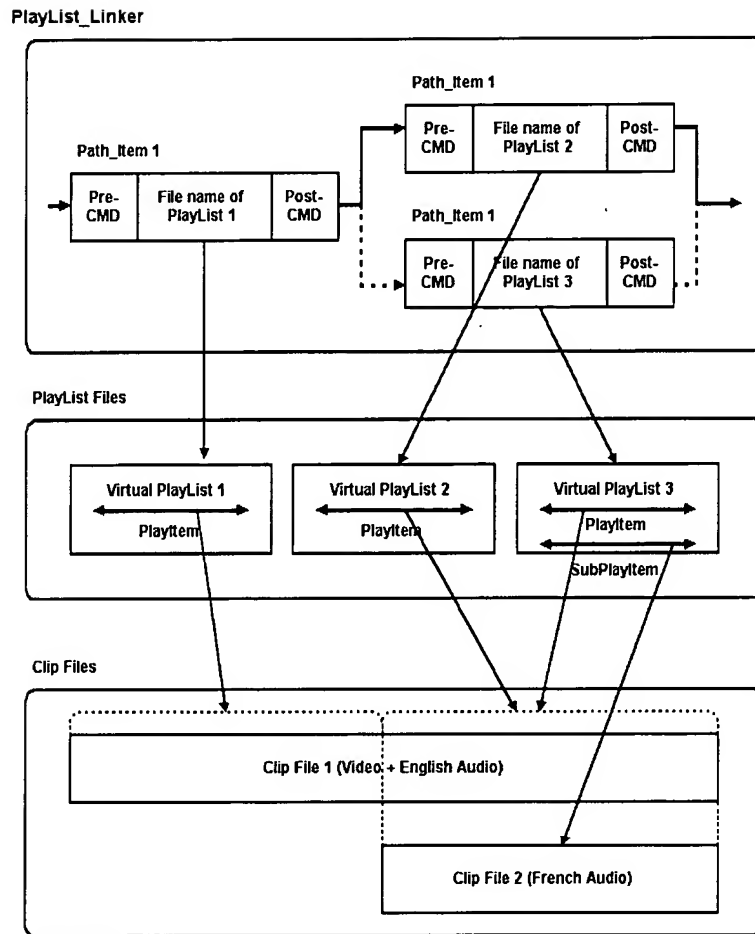 PlayList_Linker
Path_Item 1
Pre-
CMD
File name of
PlayList 2
Post-
CMD
Path_Item 1
Pre-
CMD
File name of
PlayList 1
Post-
CMD
Path_Item 1
Pre-
CMD
File name of
PlayList 3
Post-
CMD
PlayList Files
Virtual PlayList 1
PlayItem
Virtual PlayList 2
PlayItem
Virtual PlayList 3
PlayItem
SubPlayItem
Clip Files
Clip File 1 (Video + English Audio)
Clip File 2 (French Audio)